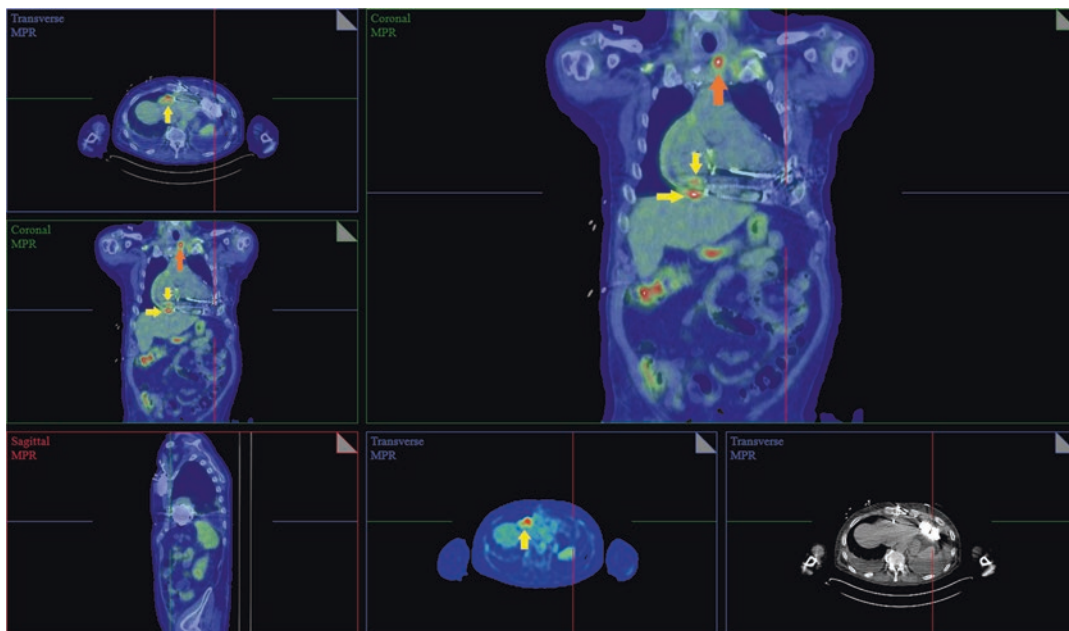 Transverse
MPR
Coronal
MPR
Coronal
MPR
Sagittal
MPR
Transverse
MPR
Transverse
MPR